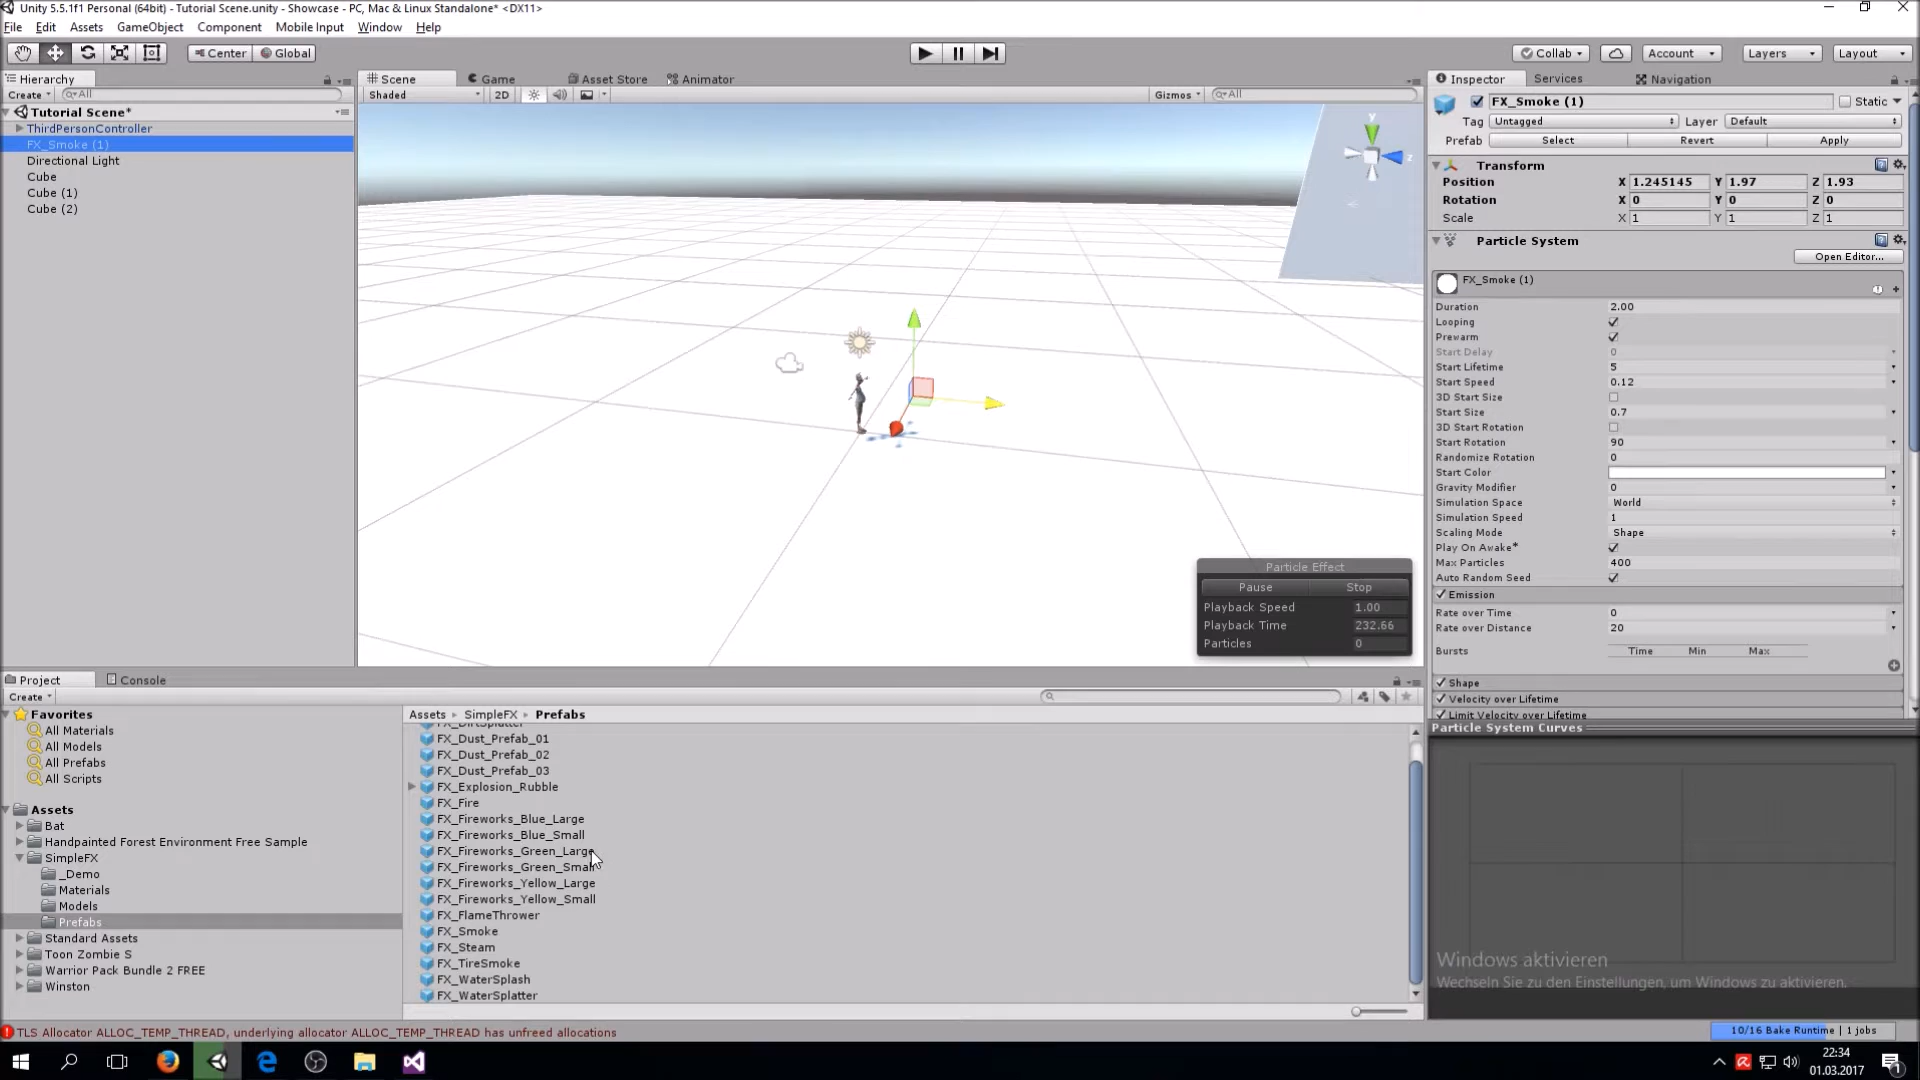 Unity 5.5.1f1 Personal (64bit) - Tutorial Scene.unity - Showcase - PC, Mac & Linux Standalone* <DX11>
File Edit Assets GameObject Component Mobile Input Window Help
Center Global Collab Account Layers Layout
Hierarchy
Create All
Tutorial Scene*
ThirdPersonController
FX_Smoke (1)
Directional Light
Cube
Cube (1)
Cube (2)
Scene Game Asset Store Animator
Shaded 2D Gizmos All
y
z
Particle Effect
Pause Stop
Playback Speed 1.00
Playback Time 232.66
Particles 0
Inspector Services Navigation
FX_Smoke (1) Static
Tag Untagged Layer Default
Prefab Select Revert Apply
Transform
Position X 1.245145 Y 1.97 Z 1.93
Rotation X 0 Y 0 Z 0
Scale X 1 Y 1 Z 1
Particle System
Open Editor...
FX_Smoke (1)
Duration 2.00
Looping
Prewarm
Start Delay 0
Start Lifetime 5
Start Speed 0.12
3D Start Size
Start Size 0.7
3D Start Rotation
Start Rotation 90
Randomize Rotation 0
Start Color
Gravity Modifier 0
Simulation Space World
Simulation Speed 1
Scaling Mode Shape
Play On Awake*
Max Particles 400
Auto Random Seed
Emission
Rate over Time 0
Rate over Distance 20
Bursts Time Min Max
Shape
Velocity over Lifetime
Limit Velocity over Lifetime
Particle System Curves
Windows aktivieren
Wechseln Sie zu den Einstellungen, um Windows zu aktivieren.
Project Console
Create
Favorites
All Materials
All Models
All Prefabs
All Scripts
Assets
Bat
Handpainted Forest Environment Free Sample
SimpleFX
_Demo
Materials
Models
Prefabs
Standard Assets
Toon Zombie S
Warrior Pack Bundle 2 FREE
Winston
Assets SimpleFX Prefabs
FX_DirtSplatter
FX_Dust_Prefab_01
FX_Dust_Prefab_02
FX_Dust_Prefab_03
FX_Explosion_Rubble
FX_Fire
FX_Fireworks_Blue_Large
FX_Fireworks_Blue_Small
FX_Fireworks_Green_Large
FX_Fireworks_Green_Small
FX_Fireworks_Yellow_Large
FX_Fireworks_Yellow_Small
FX_FlameThrower
FX_Smoke
FX_Steam
FX_TireSmoke
FX_WaterSplash
FX_WaterSplatter
TLS Allocator ALLOC_TEMP_THREAD, underlying allocator ALLOC_TEMP_THREAD has unfreed allocations
10/16 Bake Runtime | 1 jobs
22:34
01.03.2017
1